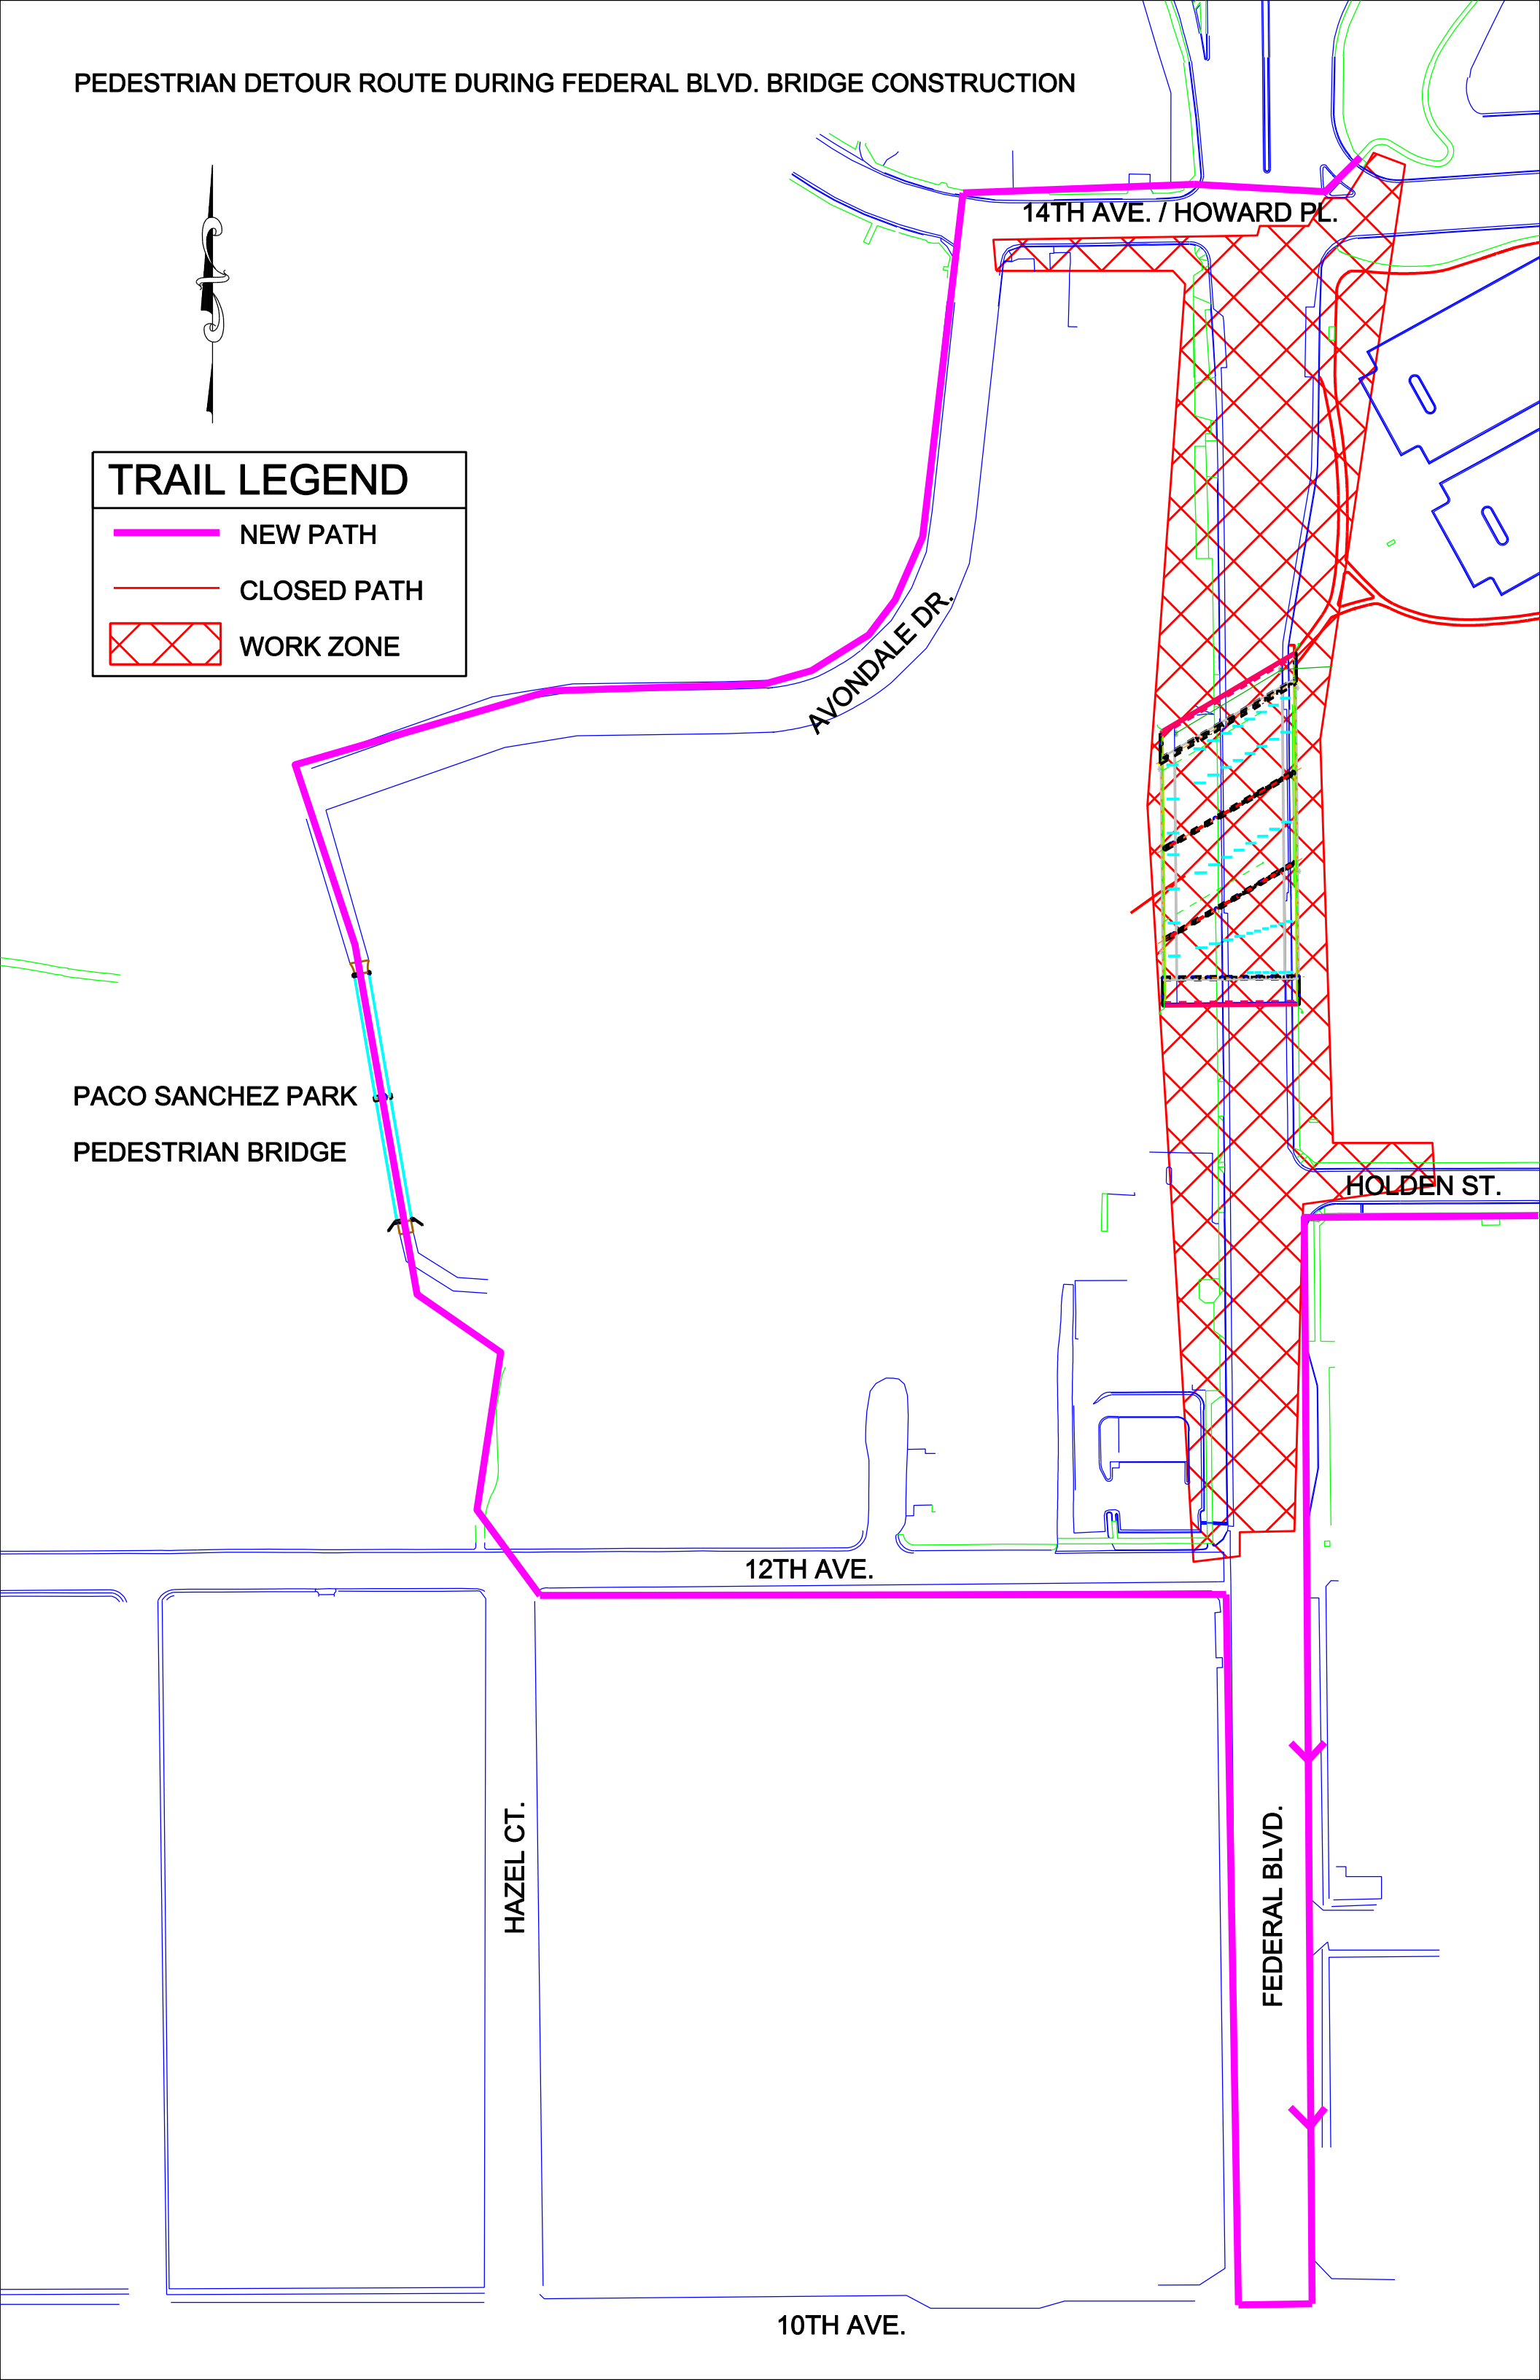 PEDESTRIAN DETOUR ROUTE DURING FEDERAL BLVD. BRIDGE CONSTRUCTION
14TH AVE. / HOWARD PL.
TRAIL LEGEND
NEW PATH
CLOSED PATH
WORK ZONE
AVONDALE DR.
PACO SANCHEZ PARK
PEDESTRIAN BRIDGE
HOLDEN ST.
12TH AVE.
HAZEL CT.
FEDERAL BLVD.
10TH AVE.